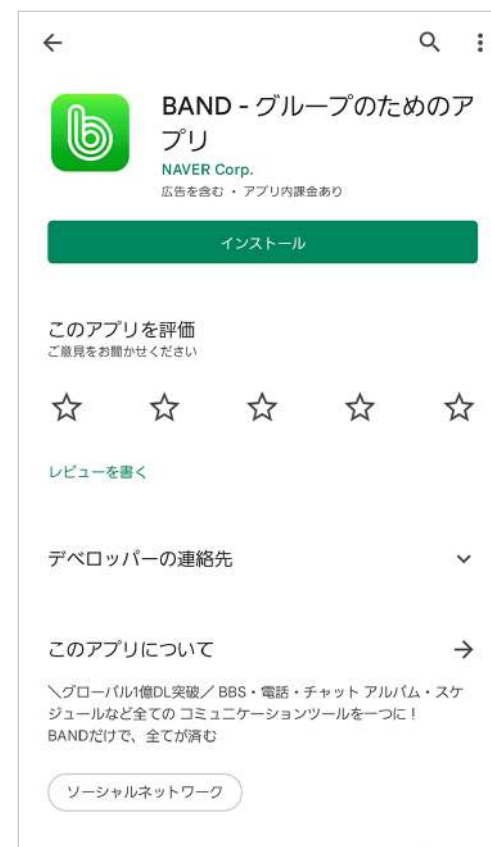 BAND - グループのためのア
プリ
NAVER Corp.
広告を含む ・ アプリ内課金あり
インストール
このアプリを評価
ご意見をお聞かせください
レビューを書く
デベロッパーの連絡先
このアプリについて
＼グローバル1億DL突破／ BBS・電話・チャット アルバム・スケ
ジュールなど全ての コミュニケーションツールを一つに！
BANDだけで、全てが済む
ソーシャルネットワーク